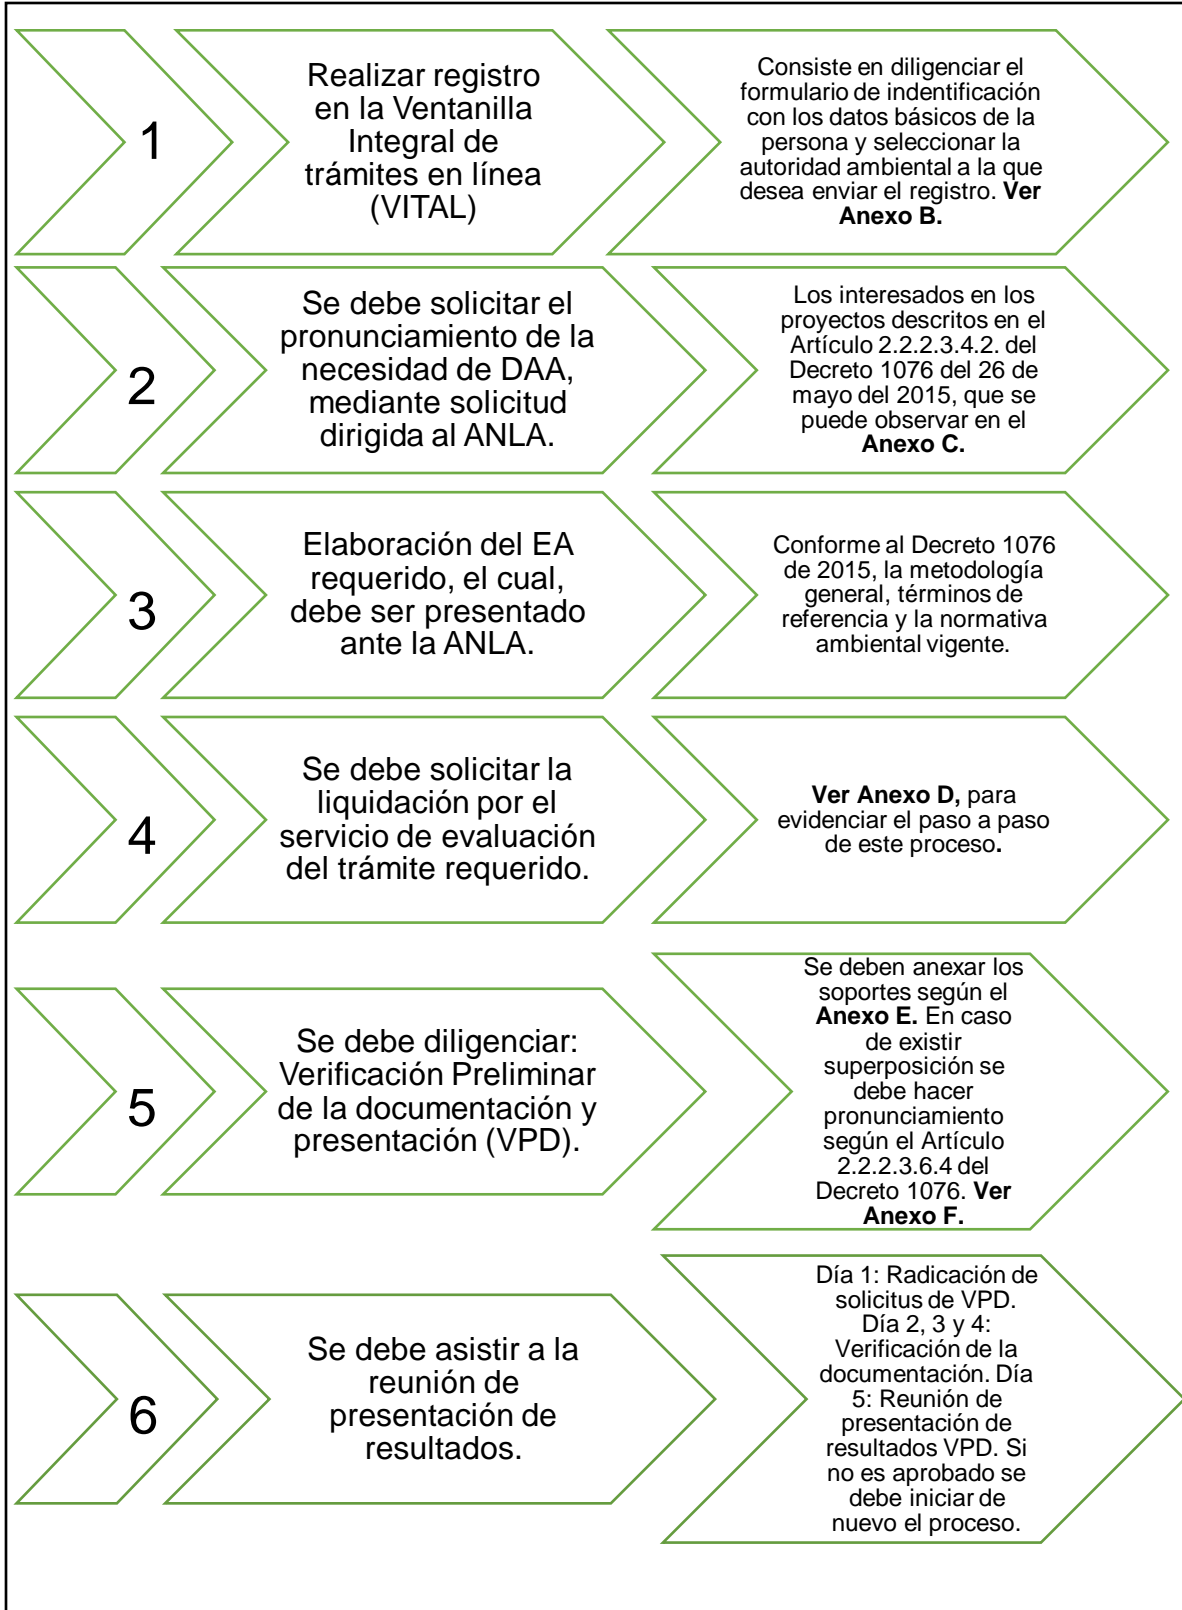 1
Realizar registro
en la Ventanilla
Integral de
trámites en línea
(VITAL)
Consiste en diligenciar el
formulario de indentificación
con los datos básicos de la
persona y seleccionar la
autoridad ambiental a la que
desea enviar el registro. Ver
Anexo B.
2
Se debe solicitar el
pronunciamiento de la
necesidad de DAA,
mediante solicitud
dirigida al ANLA.
Los interesados en los
proyectos descritos en el
Artículo 2.2.2.3.4.2. del
Decreto 1076 del 26 de
mayo del 2015, que se
puede observar en el
Anexo C.
3
Elaboración del EA
requerido, el cual,
debe ser presentado
ante la ANLA.
Conforme al Decreto 1076
de 2015, la metodología
general, términos de
referencia y la normativa
ambiental vigente.
4
Se debe solicitar la
liquidación por el
servicio de evaluación
del trámite requerido.
Ver Anexo D, para
evidenciar el paso a paso
de este proceso.
5
Se debe diligenciar:
Verificación Preliminar
de la documentación y
presentación (VPD).
Se deben anexar los
soportes según el
Anexo E. En caso
de existir
superposición se
debe hacer
pronunciamiento
según el Artículo
2.2.2.3.6.4 del
Decreto 1076. Ver
Anexo F.
6
Se debe asistir a la
reunión de
presentación de
resultados.
Día 1: Radicación de
solicitus de VPD.
Día 2, 3 y 4:
Verificación de la
documentación. Día
5: Reunión de
presentación de
resultados VPD. Si
no es aprobado se
debe iniciar de
nuevo el proceso.